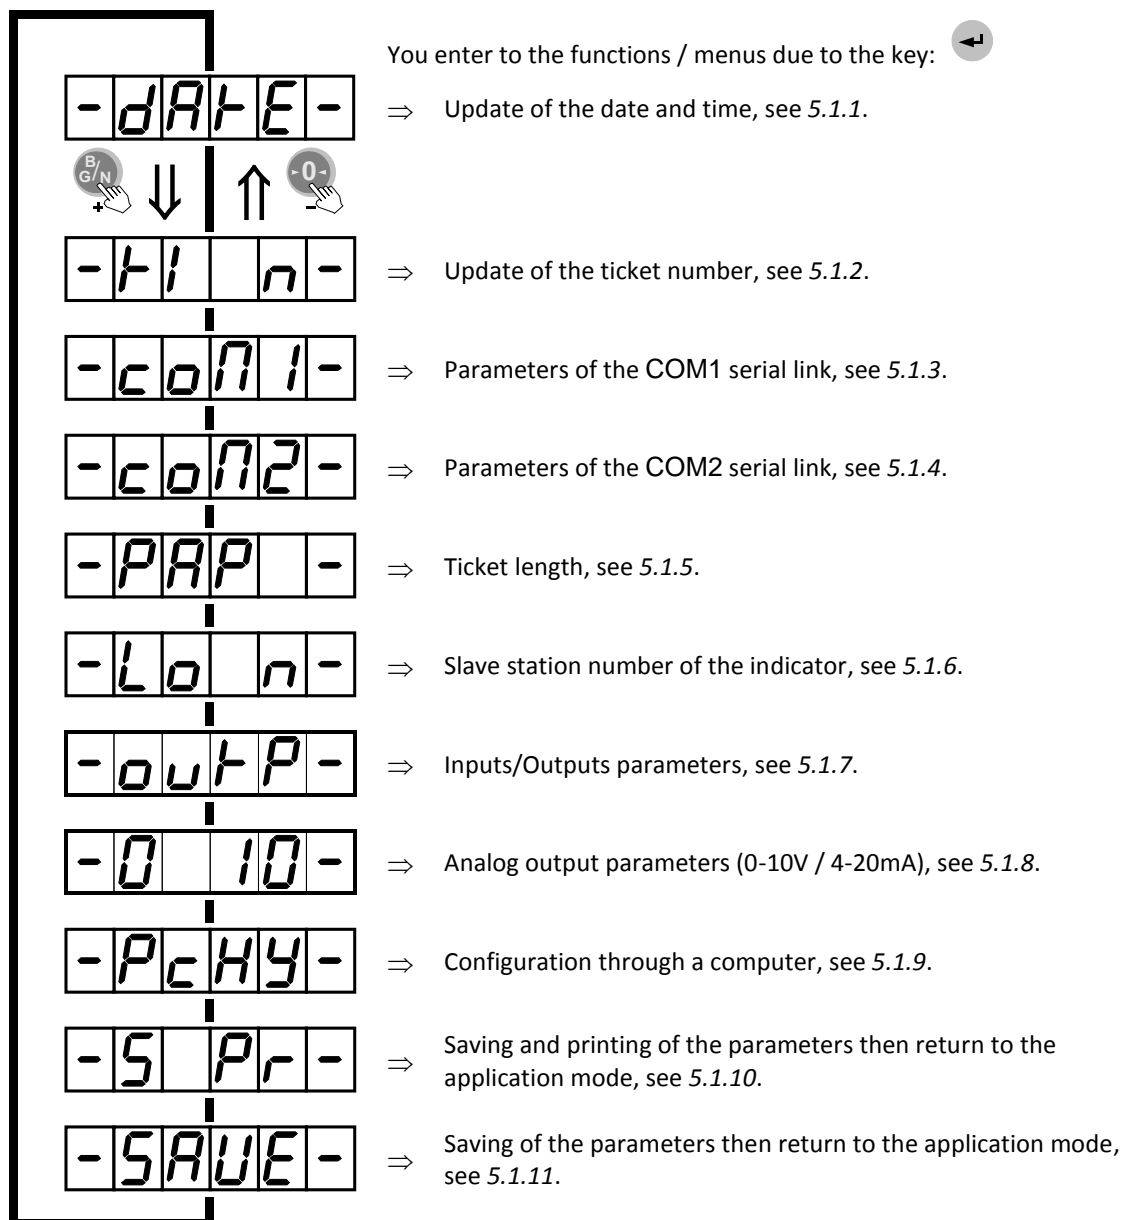 You enter to the functions / menus due to the key:
-dAtE-
⇒ Update of the date and time, see 5.1.1.
B/G/N
+
⇓ ⇑
►0◄
-
-tI n-
⇒ Update of the ticket number, see 5.1.2.
-coM1-
⇒ Parameters of the COM1 serial link, see 5.1.3.
-coM2-
⇒ Parameters of the COM2 serial link, see 5.1.4.
-PAP -
⇒ Ticket length, see 5.1.5.
-Lo n-
⇒ Slave station number of the indicator, see 5.1.6.
-outP-
⇒ Inputs/Outputs parameters, see 5.1.7.
-0 10-
⇒ Analog output parameters (0-10V / 4-20mA), see 5.1.8.
-PcHY-
⇒ Configuration through a computer, see 5.1.9.
-S Pr-
⇒ Saving and printing of the parameters then return to the
application mode, see 5.1.10.
-SAUE-
⇒ Saving of the parameters then return to the application mode,
see 5.1.11.